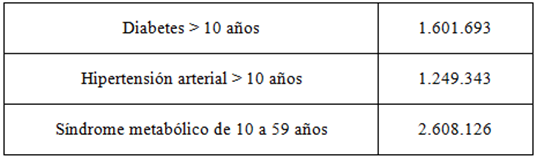 Diabetes > 10 años 1.601.693
Hipertensión arterial > 10 años 1.249.343
Síndrome metabólico de 10 a 59 años 2.608.126